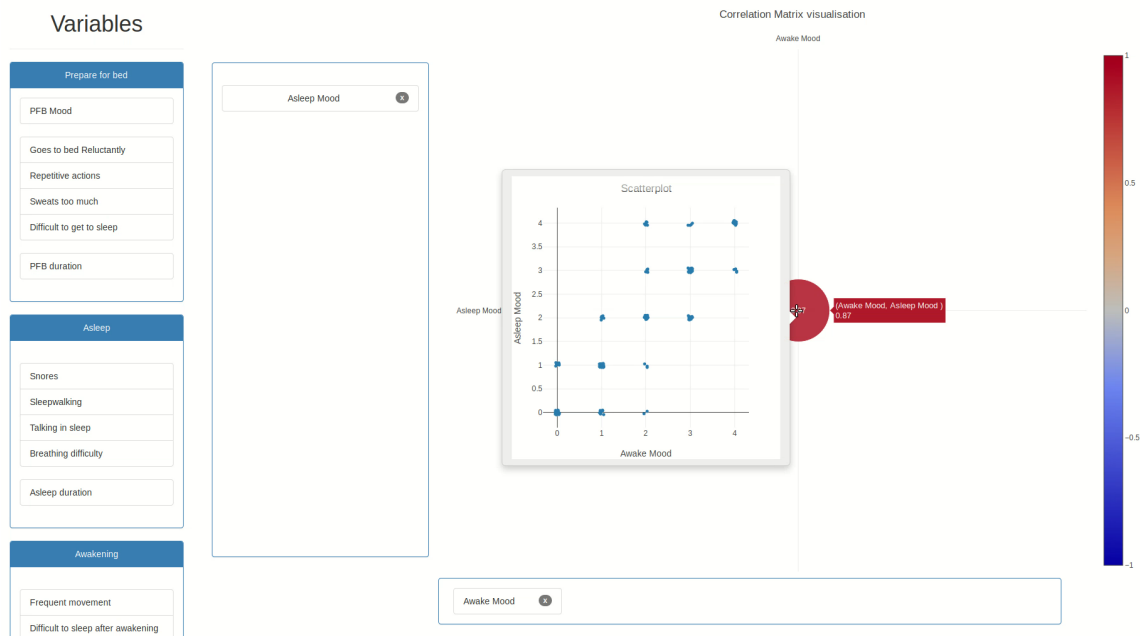 Variables
Prepare for bed
PFB Mood
Goes to bed Reluctantly
Repetitive actions
Sweats too much
Difficult to get to sleep
PFB duration
Asleep
Snores
Sleepwalking
Talking in sleep
Breathing difficulty
Asleep duration
Awakening
Frequent movement
Difficult to sleep after awakening
Asleep Mood x
Correlation Matrix visualisation
Awake Mood
Asleep Mood
Scatterplot
4
3.5
3
2.5
2
1.5
1
0.5
0
Asleep Mood
0 1 2 3 4
Awake Mood
(Awake Mood, Asleep Mood )
0.87
1
0.5
0
−0.5
−1
Awake Mood x